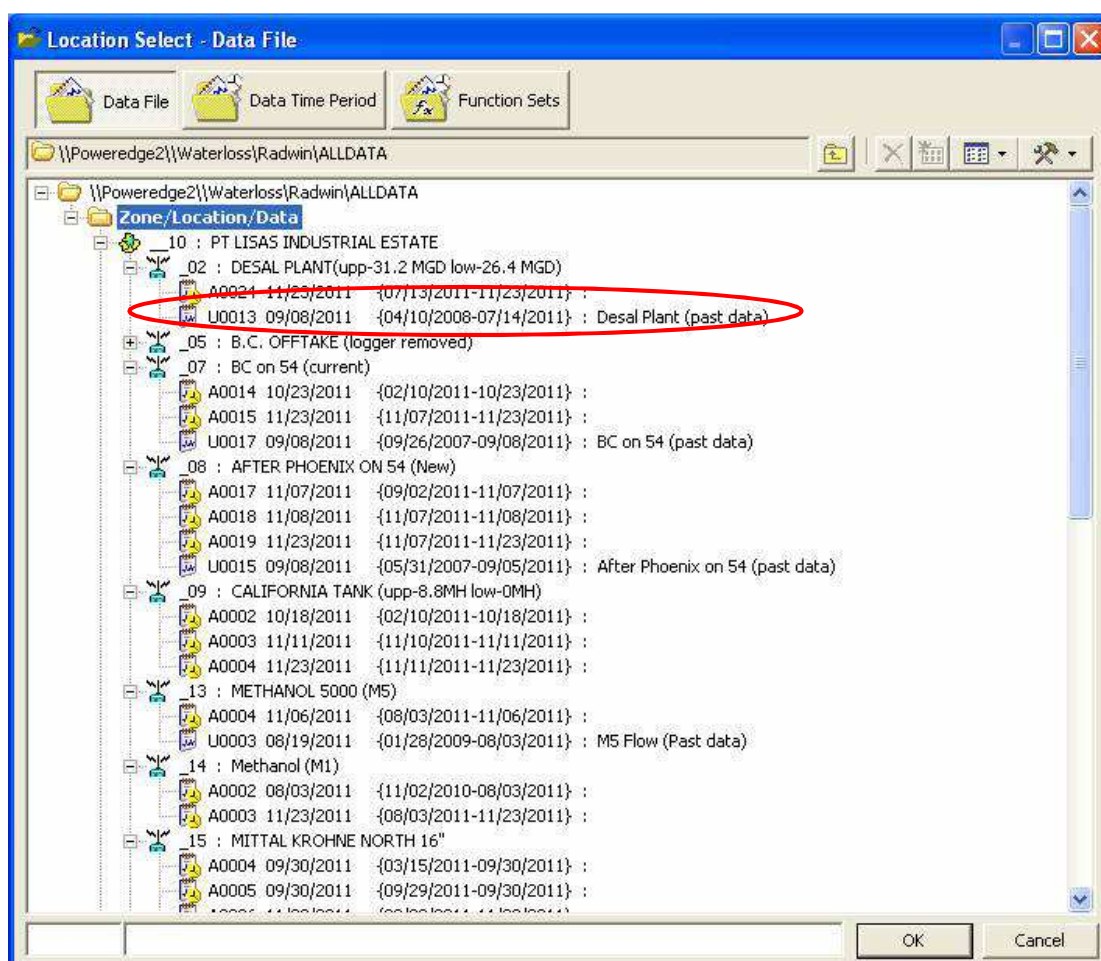 Location Select - Data File
Data File Data Time Period Function Sets
\\Poweredge2\\Waterloss\Radwin\ALLDATA
\\Poweredge2\\Waterloss\Radwin\ALLDATA
Zone/Location/Data
__10 : PT LISAS INDUSTRIAL ESTATE
_02 : DESAL PLANT(upp-31.2 MGD low-26.4 MGD)
A0024 11/23/2011 {07/13/2011-11/23/2011} :
U0013 09/08/2011 {04/10/2008-07/14/2011} : Desal Plant (past data)
_05 : B.C. OFFTAKE (logger removed)
_07 : BC on 54 (current)
A0014 10/23/2011 {02/10/2011-10/23/2011} :
A0015 11/23/2011 {11/07/2011-11/23/2011} :
U0017 09/08/2011 {09/26/2007-09/08/2011} : BC on 54 (past data)
_08 : AFTER PHOENIX ON 54 (New)
A0017 11/07/2011 {09/02/2011-11/07/2011} :
A0018 11/08/2011 {11/07/2011-11/08/2011} :
A0019 11/23/2011 {11/07/2011-11/23/2011} :
U0015 09/08/2011 {05/31/2007-09/05/2011} : After Phoenix on 54 (past data)
_09 : CALIFORNIA TANK (upp-8.8MH low-0MH)
A0002 10/18/2011 {02/10/2011-10/18/2011} :
A0003 11/11/2011 {11/10/2011-11/11/2011} :
A0004 11/23/2011 {11/11/2011-11/23/2011} :
_13 : METHANOL 5000 (M5)
A0004 11/06/2011 {08/03/2011-11/06/2011} :
U0003 08/19/2011 {01/28/2009-08/03/2011} : M5 Flow (Past data)
_14 : Methanol (M1)
A0002 08/03/2011 {11/02/2010-08/03/2011} :
A0003 11/23/2011 {08/03/2011-11/23/2011} :
_15 : MITTAL KROHNE NORTH 16"
A0004 09/30/2011 {03/15/2011-09/30/2011} :
A0005 09/30/2011 {09/29/2011-09/30/2011} :
OK Cancel